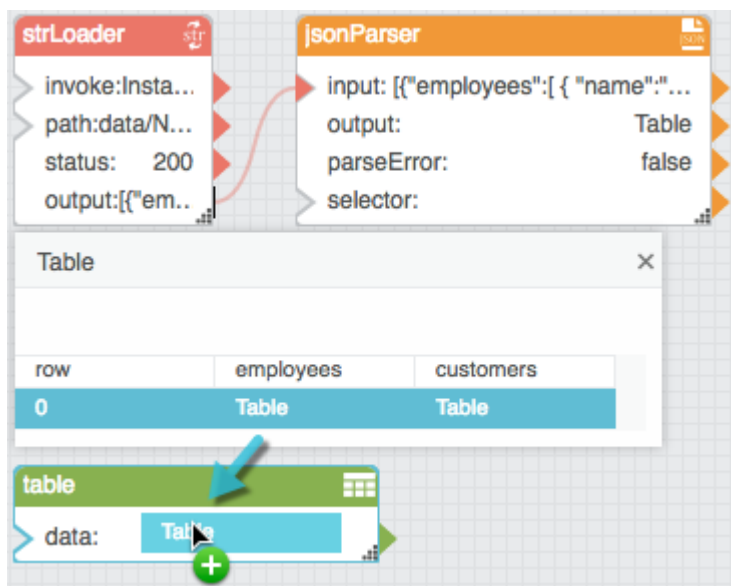 strLoader
str
invoke:Insta...
path:data/N...
status: 200
output:[{"em..
jsonParser
JSON
input: [{"employees":[ { "name":"...
output: Table
parseError: false
selector:
Table
row employees customers
0 Table Table
table
data: Table